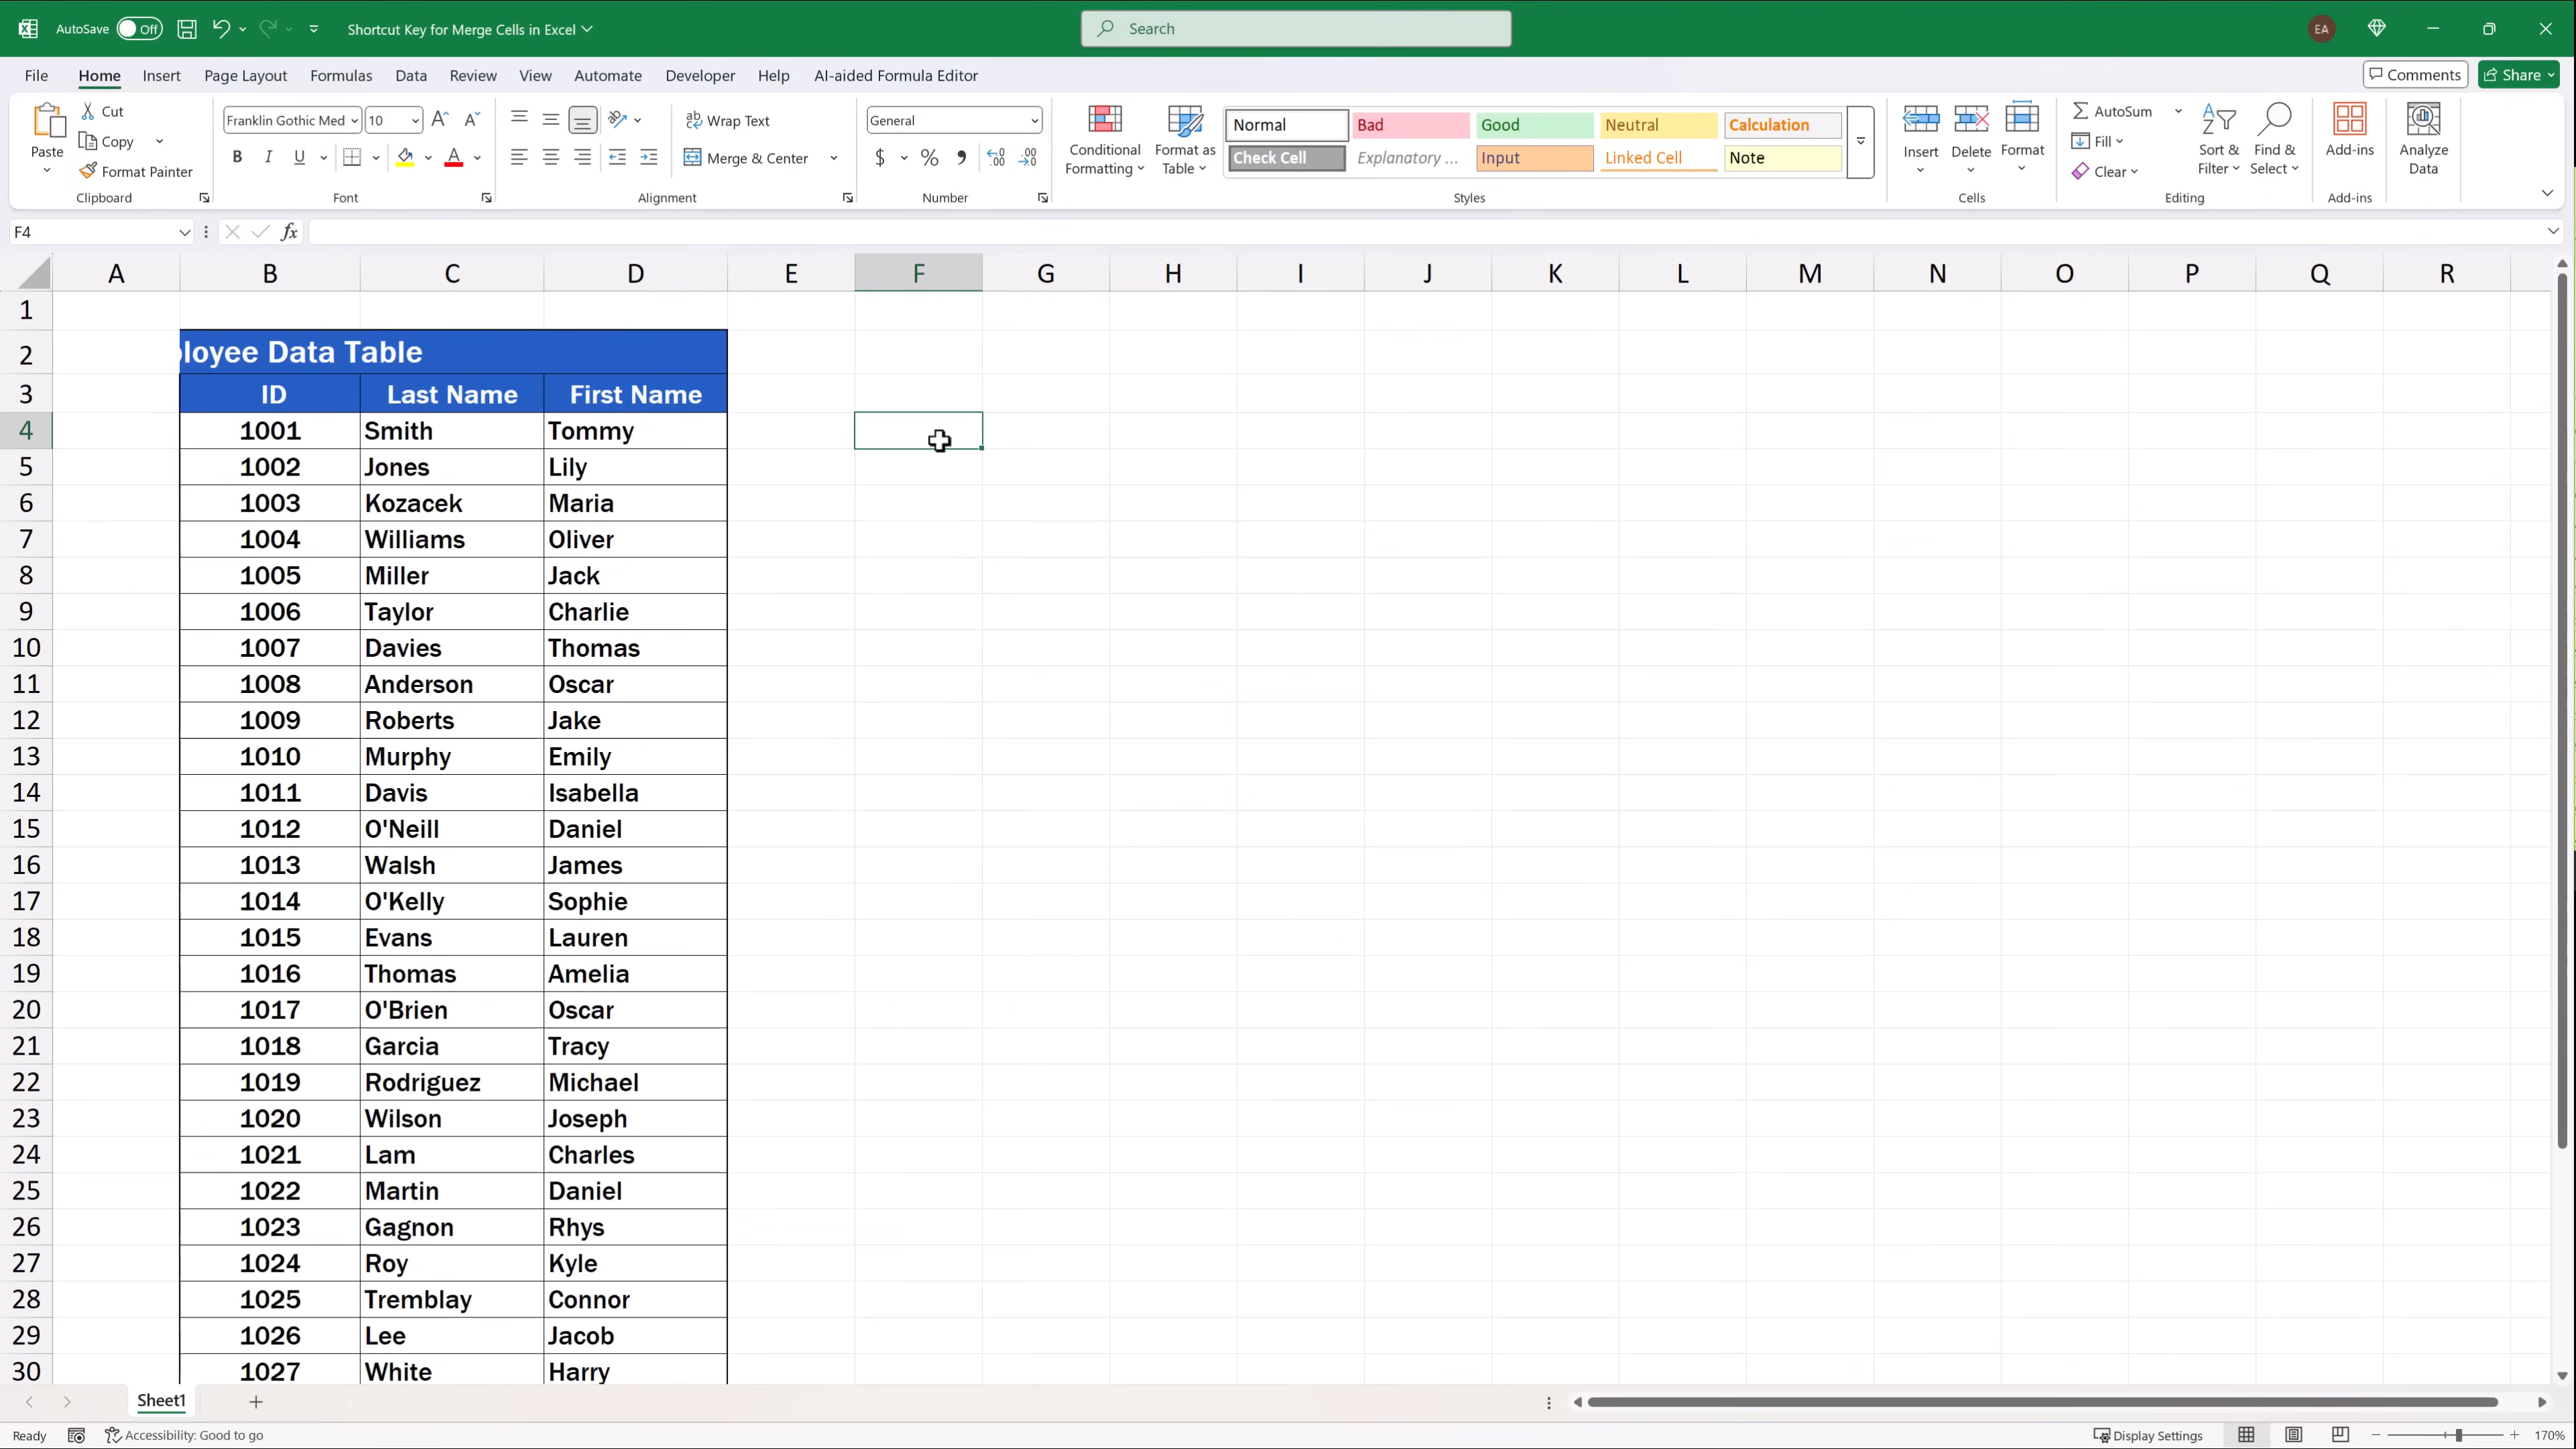 AutoSave Off Shortcut Key for Merge Cells in Excel Search EA
File Home Insert Page Layout Formulas Data Review View Automate Developer Help AI-aided Formula Editor Comments Share
Paste Cut Copy Format Painter
Clipboard
Franklin Gothic Med 10
B I U A
Font
Wrap Text
Merge & Center
Alignment
General
$ %
Number
Conditional Formatting
Format as Table
Normal Bad Good Neutral Calculation
Check Cell Explanatory ... Input Linked Cell Note
Styles
Insert Delete Format
Cells
AutoSum
Fill
Clear
Sort & Filter
Find & Select
Editing
Add-ins
Add-ins
Analyze Data
F4 fx
A B C D E F G H I J K L M N O P Q R
1
2 loyee Data Table
3 ID Last Name First Name
4 1001 Smith Tommy
5 1002 Jones Lily
6 1003 Kozacek Maria
7 1004 Williams Oliver
8 1005 Miller Jack
9 1006 Taylor Charlie
10 1007 Davies Thomas
11 1008 Anderson Oscar
12 1009 Roberts Jake
13 1010 Murphy Emily
14 1011 Davis Isabella
15 1012 O'Neill Daniel
16 1013 Walsh James
17 1014 O'Kelly Sophie
18 1015 Evans Lauren
19 1016 Thomas Amelia
20 1017 O'Brien Oscar
21 1018 Garcia Tracy
22 1019 Rodriguez Michael
23 1020 Wilson Joseph
24 1021 Lam Charles
25 1022 Martin Daniel
26 1023 Gagnon Rhys
27 1024 Roy Kyle
28 1025 Tremblay Connor
29 1026 Lee Jacob
30 1027 White Harry
Sheet1
Ready Accessibility: Good to go Display Settings 170%